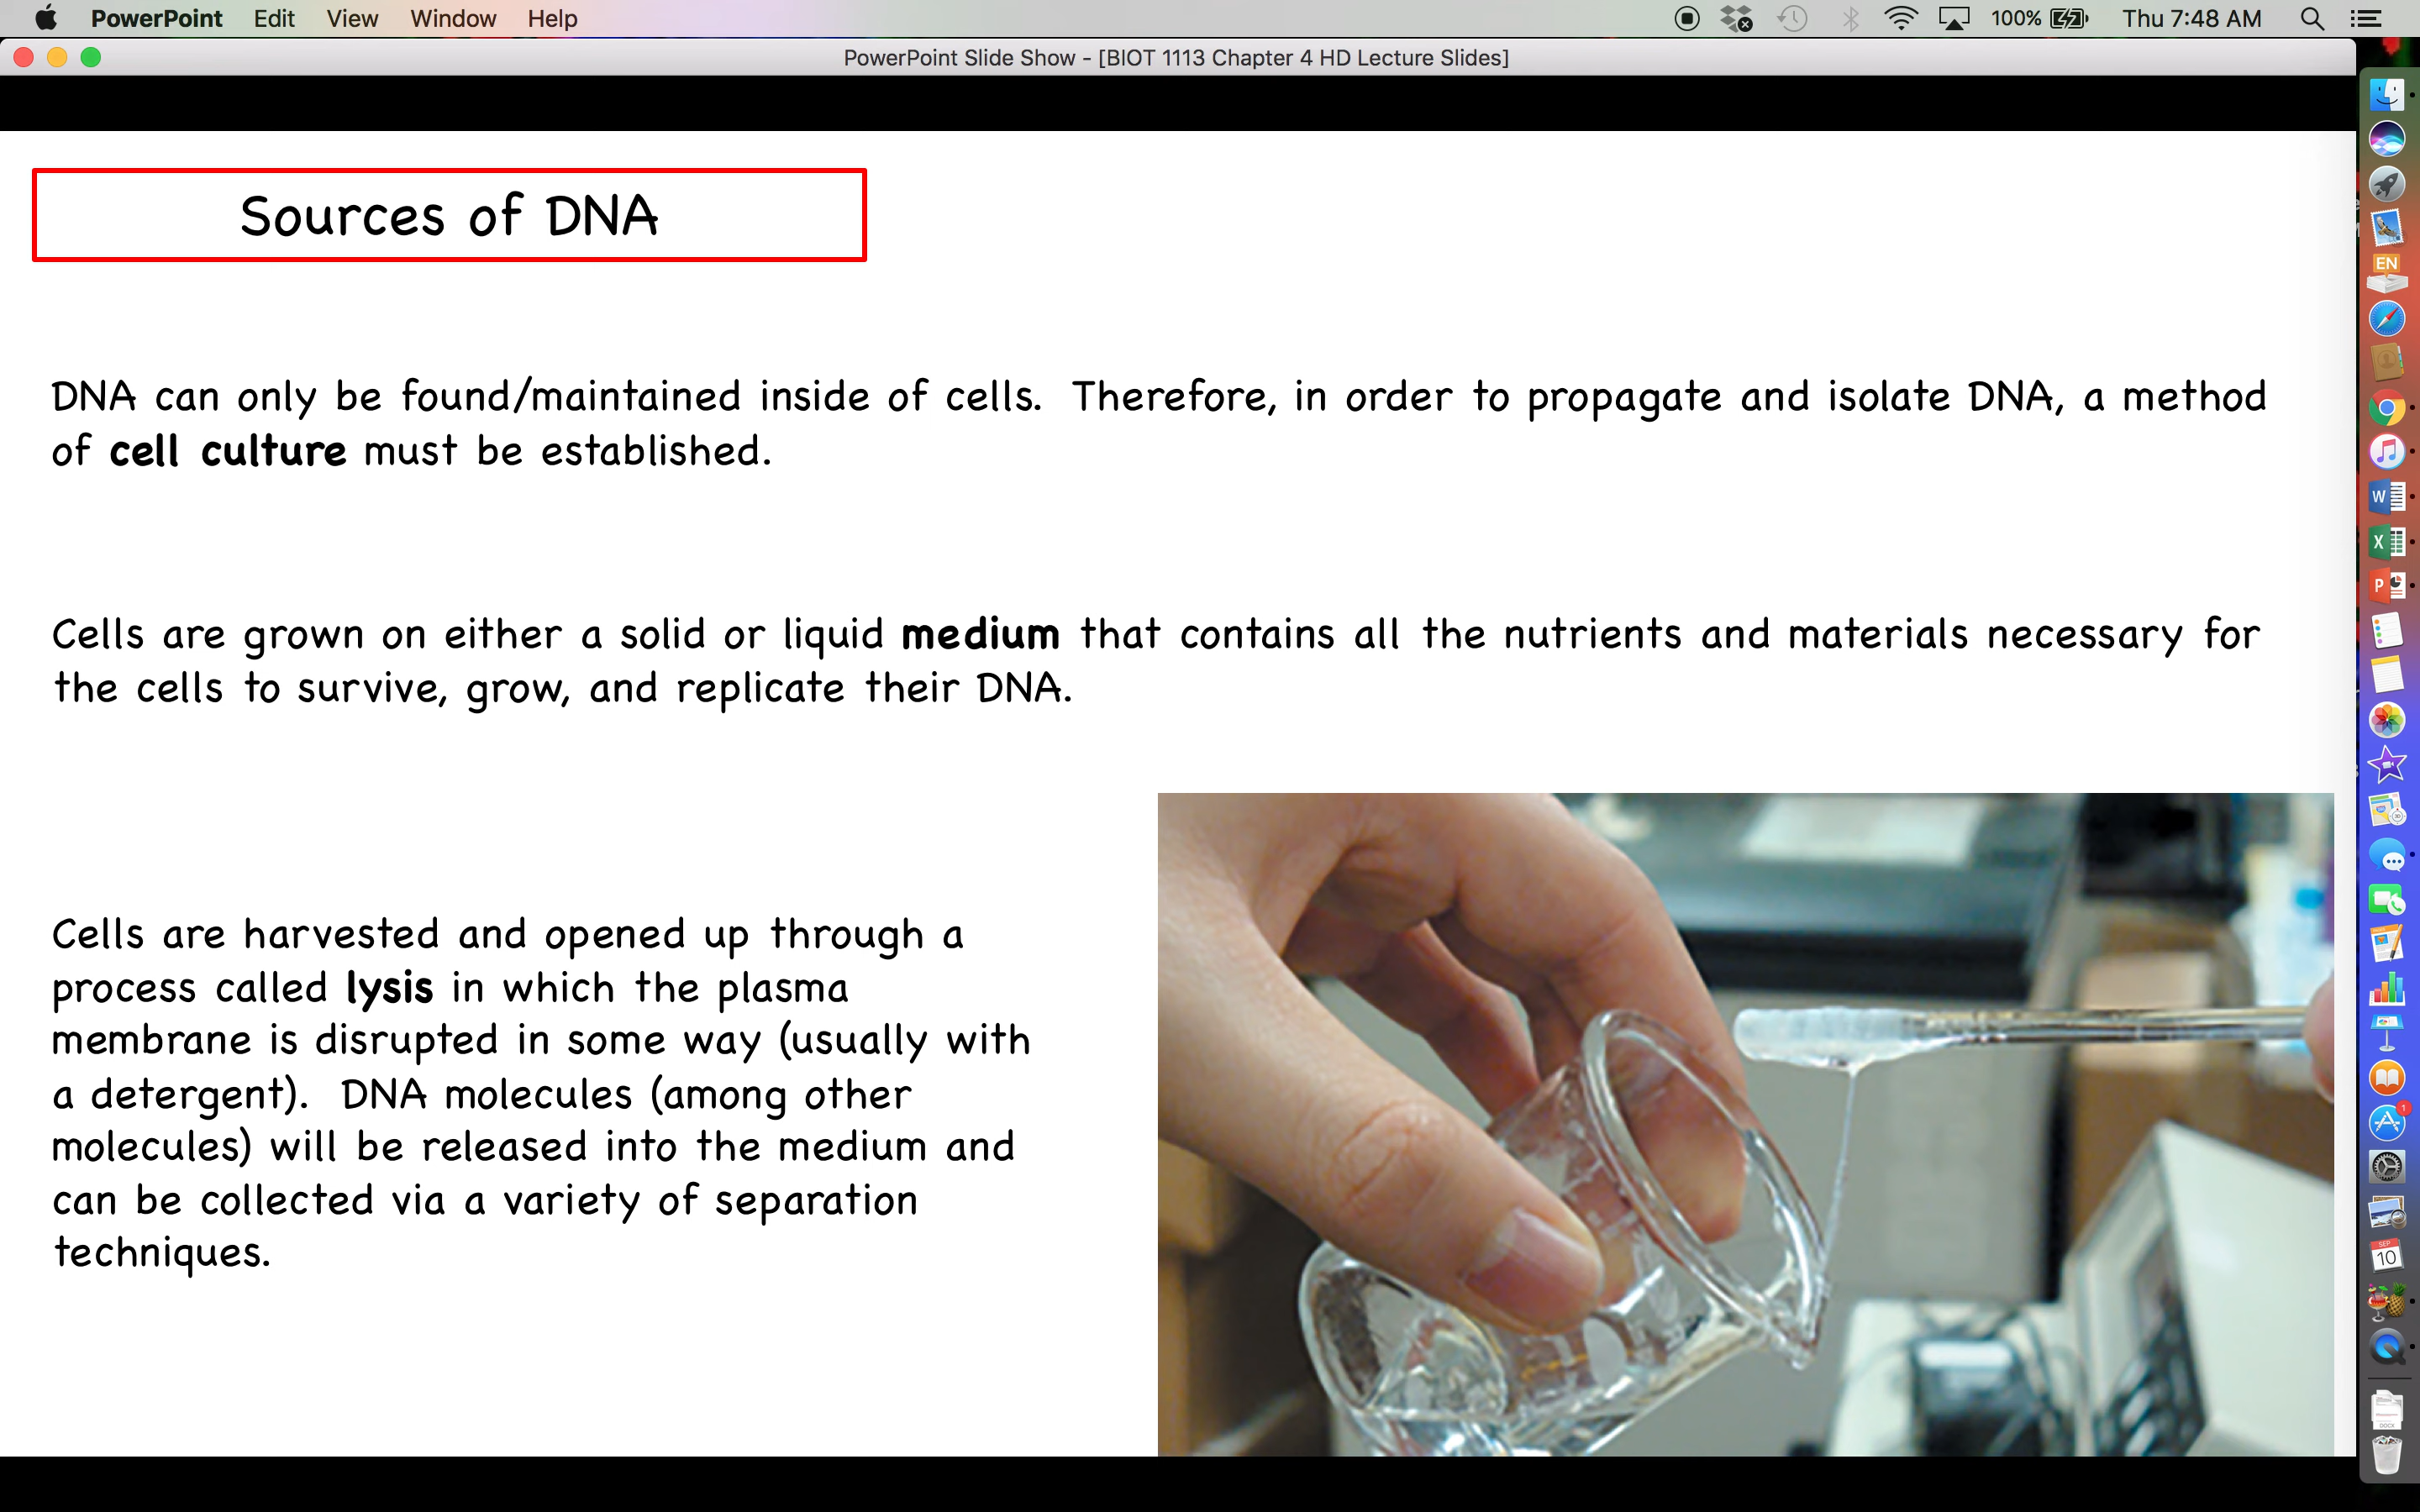 PowerPoint Edit View Window Help 100% Thu 7:48 AM
PowerPoint Slide Show - [BIOT 1113 Chapter 4 HD Lecture Slides]
Sources of DNA
DNA can only be found/maintained inside of cells. Therefore, in order to propagate and isolate DNA, a method
of cell culture must be established.
Cells are grown on either a solid or liquid medium that contains all the nutrients and materials necessary for
the cells to survive, grow, and replicate their DNA.
Cells are harvested and opened up through a
process called lysis in which the plasma
membrane is disrupted in some way (usually with
a detergent). DNA molecules (among other
molecules) will be released into the medium and
can be collected via a variety of separation
techniques.
EN
W
X
P
1
SEP
10
DOCX